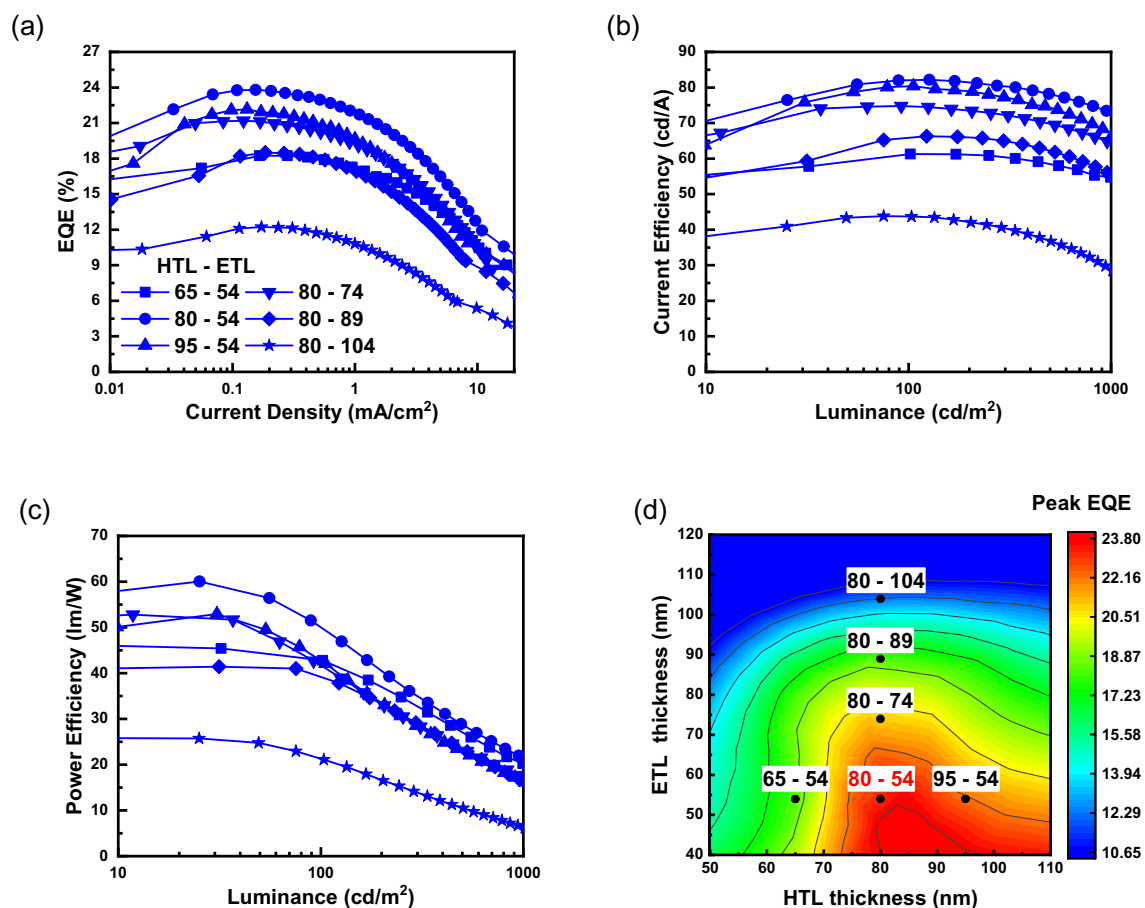 (a)
27
24
21
18
15
12
9
6
3
0
EQE (%)
HTL - ETL
65 - 54
80 - 74
80 - 54
80 - 89
95 - 54
80 - 104
0.01
0.1
1
10
Current Density (mA/cm²)
(b)
90
80
70
60
50
40
30
20
10
0
Current Efficiency (cd/A)
10
100
1000
Luminance (cd/m²)
(c)
70
60
50
40
30
20
10
0
Power Efficiency (lm/W)
10
100
1000
Luminance (cd/m²)
(d)
Peak EQE
120
110
100
90
80
70
60
50
40
ETL thickness (nm)
80 - 104
80 - 89
80 - 74
65 - 54
80 - 54
95 - 54
50
60
70
80
90
100
110
HTL thickness (nm)
23.80
22.16
20.51
18.87
17.23
15.58
13.94
12.29
10.65